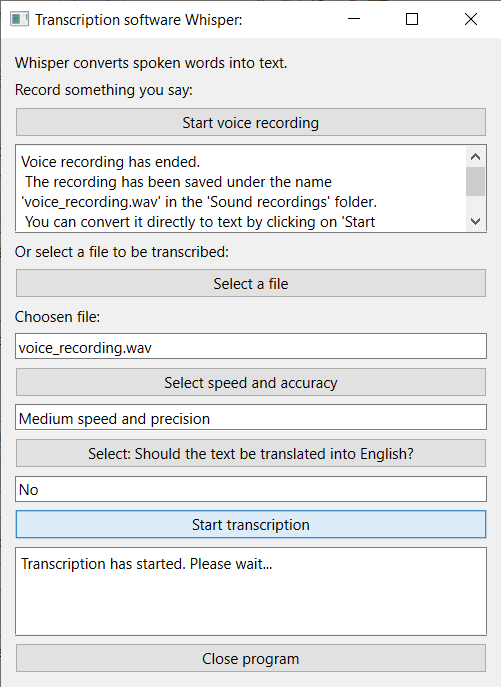 Transcription software Whisper:
Whisper converts spoken words into text.
Record something you say:
Start voice recording
Voice recording has ended.
The recording has been saved under the name
'voice_recording.wav' in the 'Sound recordings' folder.
You can convert it directly to text by clicking on 'Start
Or select a file to be transcribed:
Select a file
Choosen file:
voice_recording.wav
Select speed and accuracy
Medium speed and precision
Select: Should the text be translated into English?
No
Start transcription
Transcription has started. Please wait...
Close program